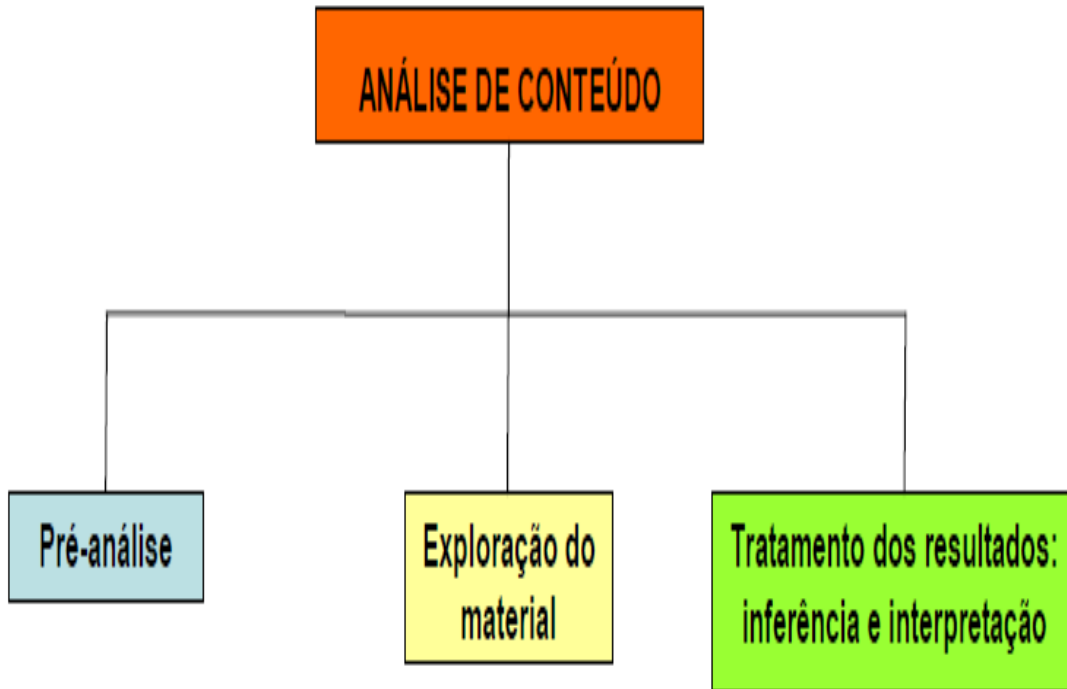 ANÁLISE DE CONTEÚDO
Pré-análise
Exploração do
material
Tratamento dos resultados:
inferência e interpretação